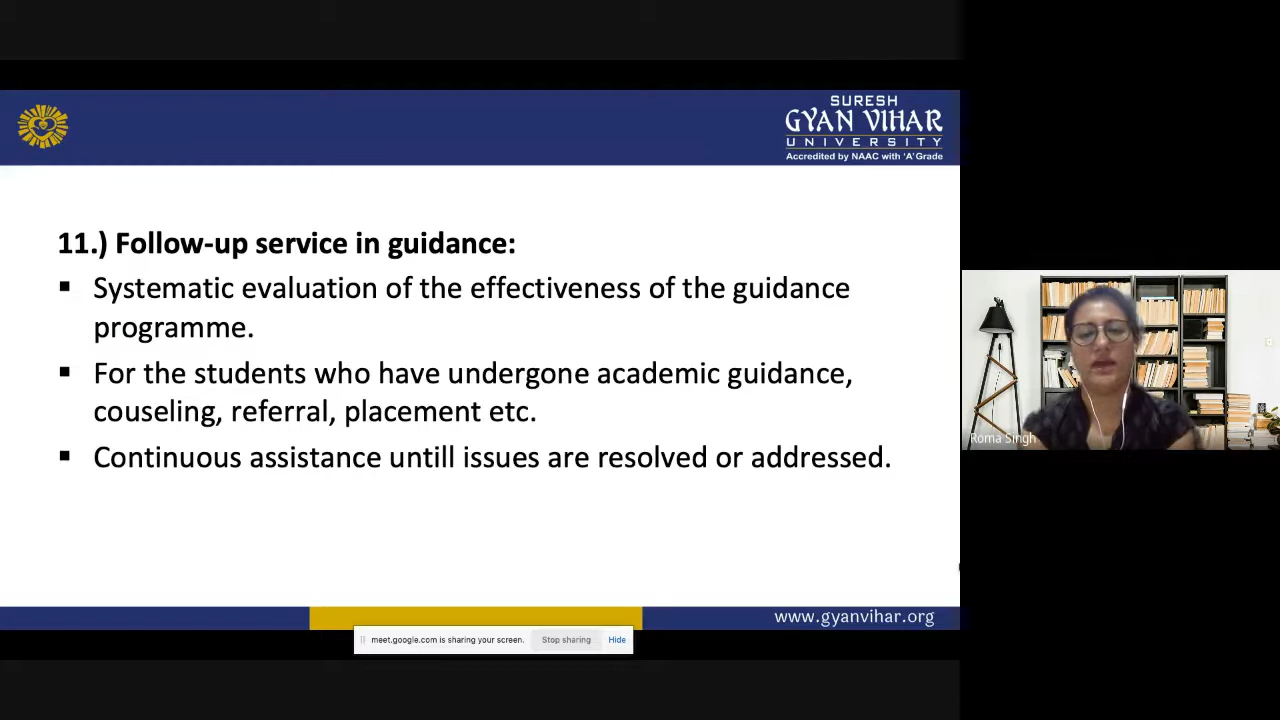 SURESH
GYAN VIHAR
UNIVERSITY
Accredited by NAAC with 'A' Grade
11.) Follow-up service in guidance:
▪ Systematic evaluation of the effectiveness of the guidance
programme.
▪ For the students who have undergone academic guidance,
couseling, referral, placement etc.
▪ Continuous assistance untill issues are resolved or addressed.
Roma Singh
www.gyanvihar.org
meet.google.com is sharing your screen. Stop sharing Hide